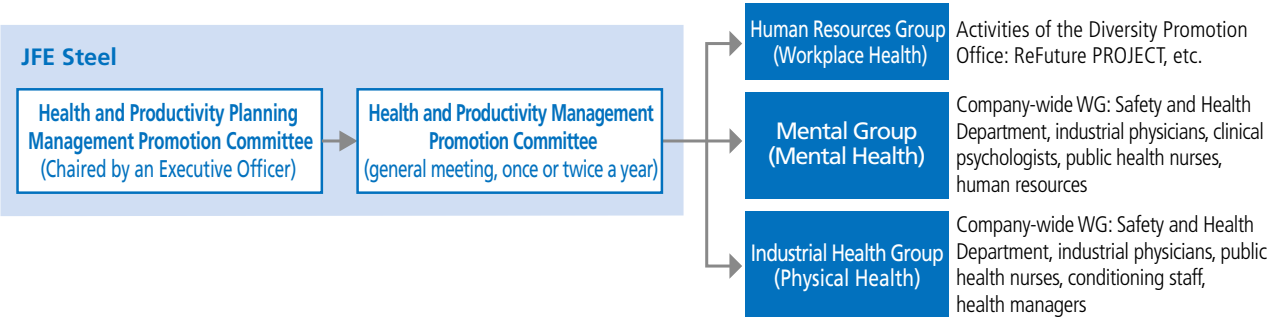 JFE Steel
Health and Productivity Planning
Management Promotion Committee
(Chaired by an Executive Officer)
Health and Productivity Management
Promotion Committee
(general meeting, once or twice a year)
Human Resources Group
(Workplace Health)
Activities of the Diversity Promotion
Office: ReFuture PROJECT, etc.
Mental Group
(Mental Health)
Company-wide WG: Safety and Health
Department, industrial physicians, clinical
psychologists, public health nurses,
human resources
Industrial Health Group
(Physical Health)
Company-wide WG: Safety and Health
Department, industrial physicians, public
health nurses, conditioning staff,
health managers